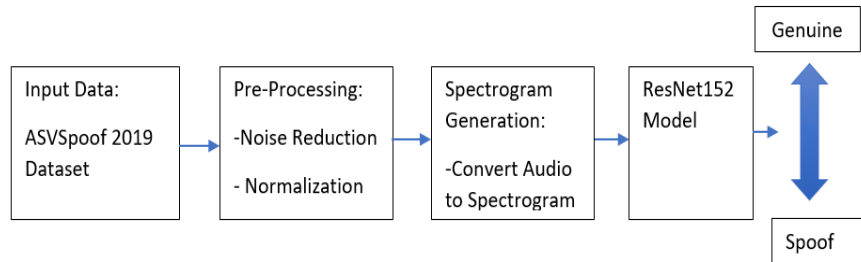 Input Data:
ASVSpoof 2019
Dataset
Pre-Processing:
-Noise Reduction
- Normalization
Spectrogram
Generation:
-Convert Audio
to Spectrogram
ResNet152
Model
Genuine
Spoof